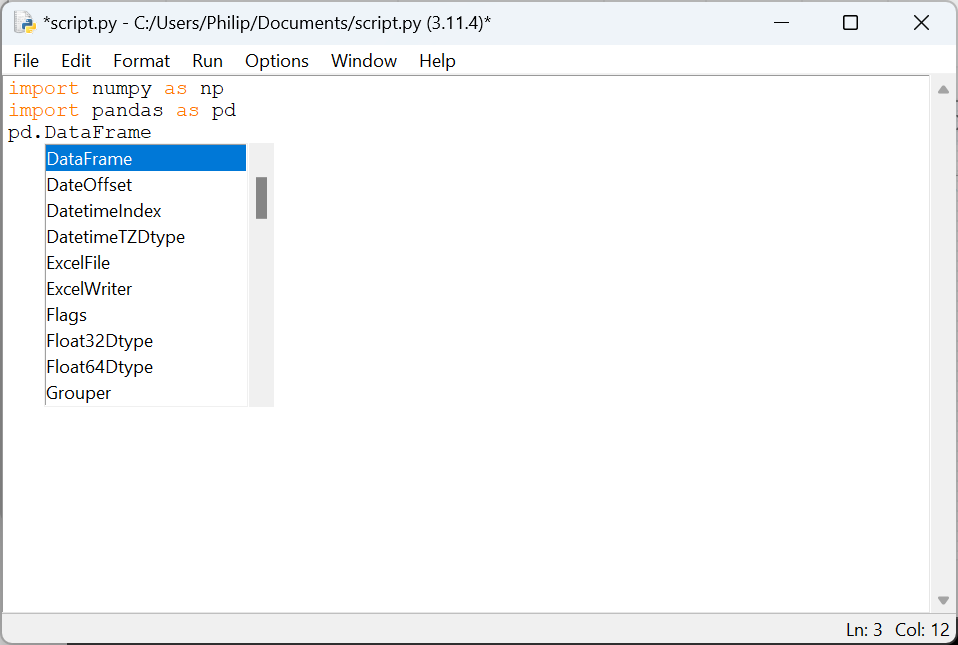 *script.py - C:/Users/Philip/Documents/script.py (3.11.4)*
File Edit Format Run Options Window Help
import numpy as np
import pandas as pd
pd.DataFrame
DataFrame
DateOffset
DatetimeIndex
DatetimeTZDtype
ExcelFile
ExcelWriter
Flags
Float32Dtype
Float64Dtype
Grouper
Ln: 3 Col: 12